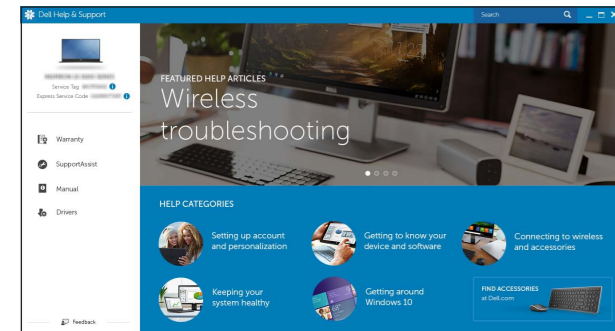 Dell Help & Support
Search
Service Tag
Express Service Code
Warranty
SupportAssist
Manual
Drivers
Feedback
FEATURED HELP ARTICLES
Wireless
troubleshooting
HELP CATEGORIES
Setting up account
and personalization
Getting to know your
device and software
Connecting to wireless
and accessories
Keeping your
system healthy
Getting around
Windows 10
FIND ACCESSORIES
at Dell.com